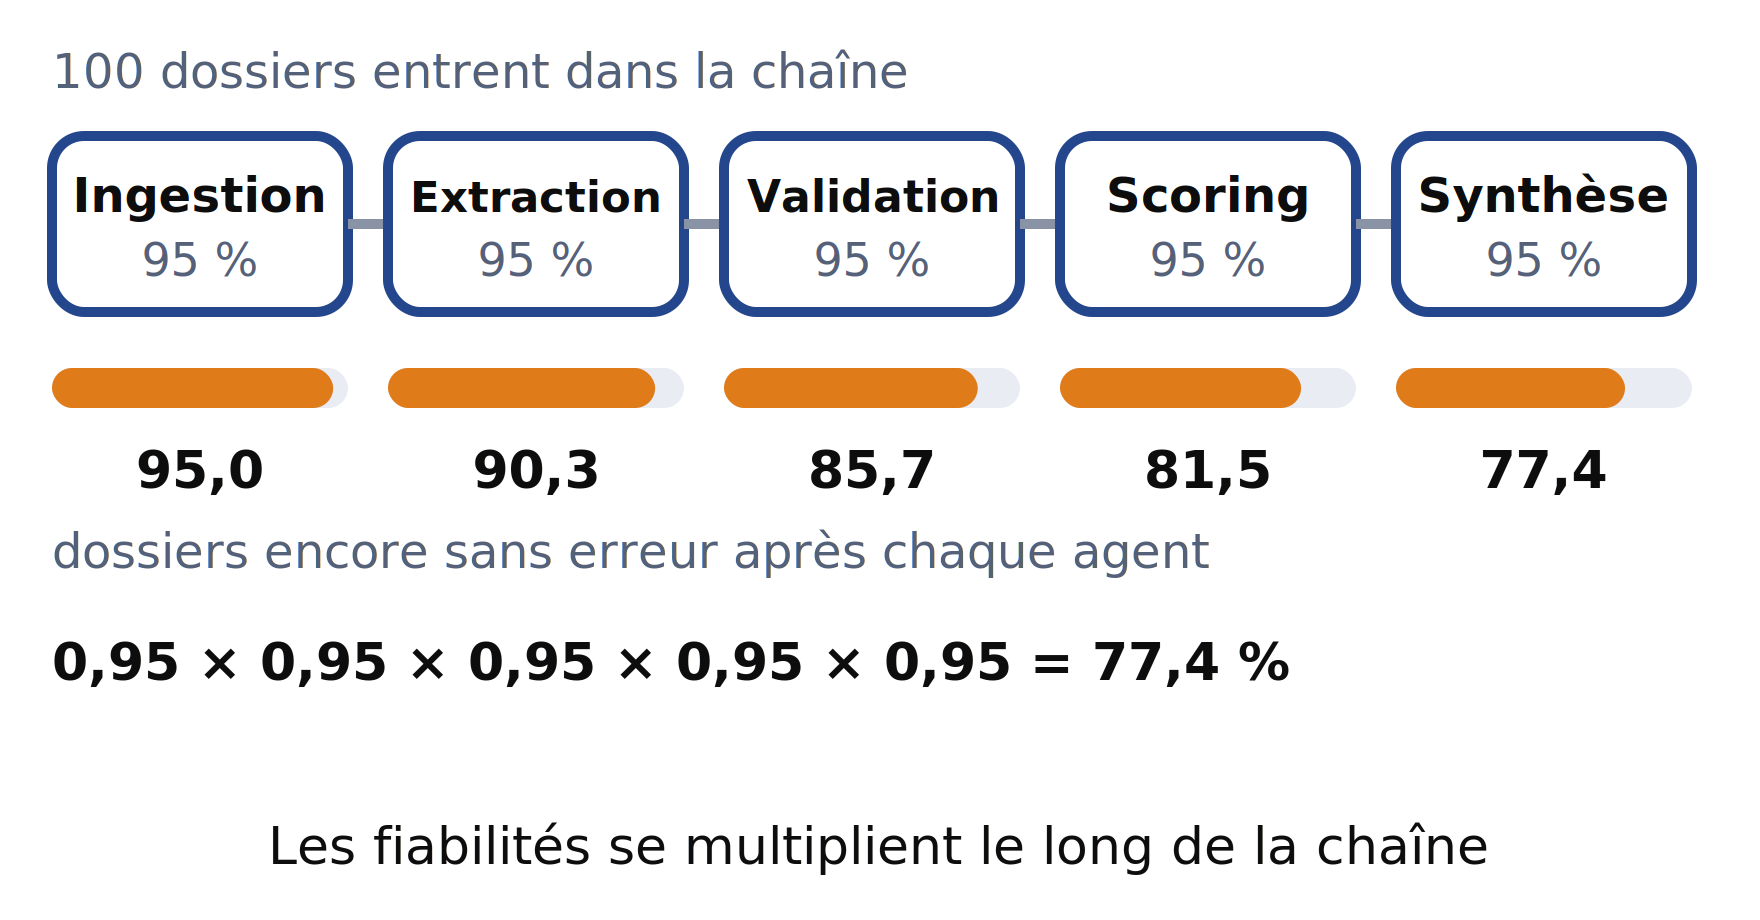 100 dossiers entrent dans la chaîne
Ingestion Extraction Validation Scoring Synthèse
95 % 95 % 95 % 95 % 95 %
95,0 90,3 85,7 81,5 77,4
dossiers encore sans erreur après chaque agent
0,95 × 0,95 × 0,95 × 0,95 × 0,95 = 77,4 %
Les fiabilités se multiplient le long de la chaîne